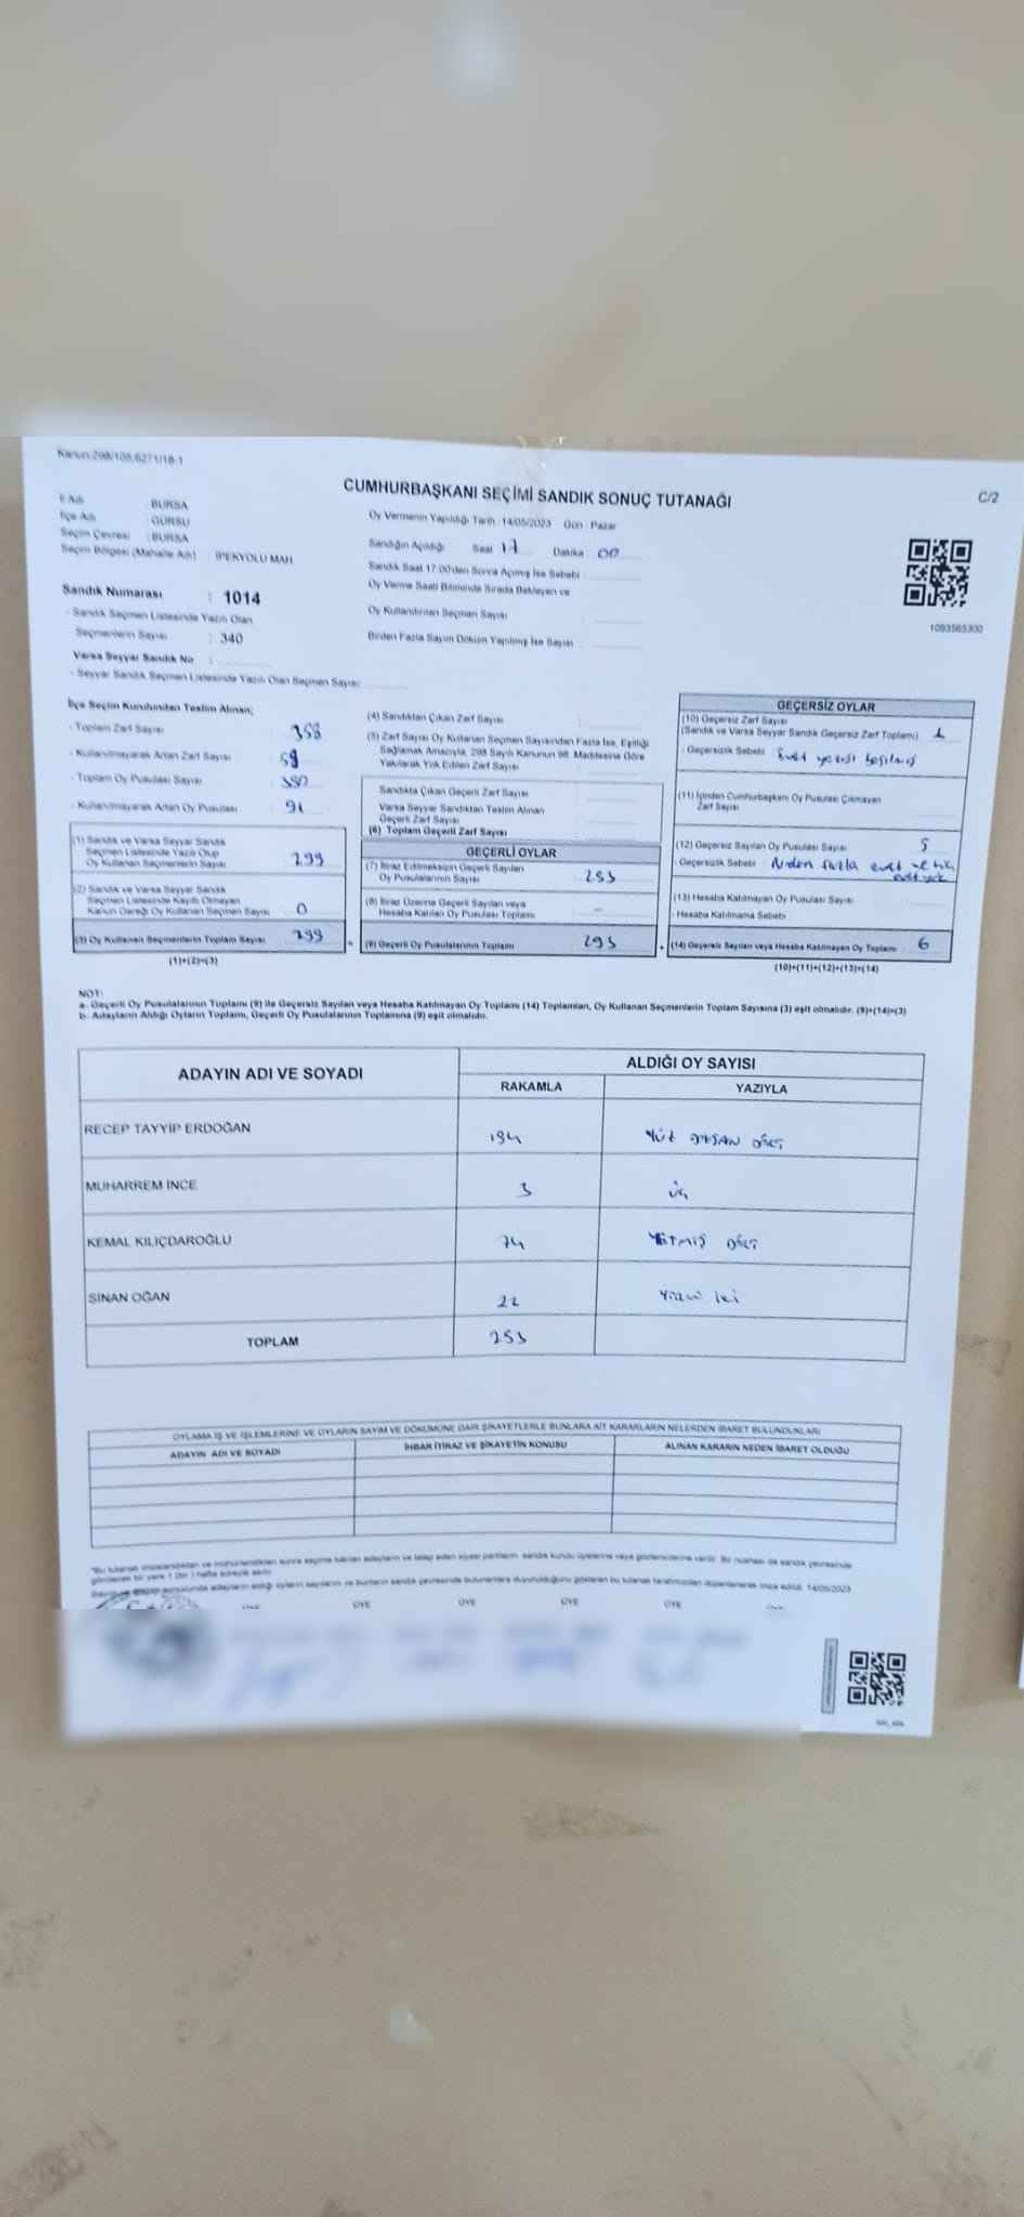 Kanun:298/105,6271/18-1
CUMHURBAŞKANI SEÇİMİ SANDIK SONUÇ TUTANAĞI
C/2
İl Adı : BURSA
İlçe Adı : GÜRSU
Seçim Çevresi : BURSA
Seçim Bölgesi (Mahalle Adı) : İPEKYOLU MAH
Sandık Numarası : 1014
- Sandık Seçmen Listesinde Yazılı Olan
Seçmenlerin Sayısı : 340
Varsa Seyyar Sandık No :
- Seyyar Sandık Seçmen Listesinde Yazılı Olan Seçmen Sayısı
Oy Vermenin Yapıldığı Tarih : 14/05/2023 Gün : Pazar
Sandığın Açıldığı Saat 17 Dakika 00
Sandık Saat 17.00'den Sonra Açılmış İse Sebebi
Oy Verme Saati Bitiminde Sırada Bekleyen ve
Oy Kullandırılan Seçmen Sayısı
Birden Fazla Sayım Döküm Yapılmış İse Sayısı
1093565300
İlçe Seçim Kurulundan Teslim Alınan;
- Toplam Zarf Sayısı 358
- Kullanılmayarak Artan Zarf Sayısı 59
- Toplam Oy Pusulası Sayısı 390
- Kullanılmayarak Artan Oy Pusulası 91
(1) Sandık ve Varsa Seyyar Sandık
Seçmen Listesinde Yazılı Olup
Oy Kullanan Seçmenlerin Sayısı 299
(2) Sandık ve Varsa Seyyar Sandık
Seçmen Listesinde Kayıtlı Olmayan
Kanun Gereği Oy Kullanan Seçmen Sayısı 0
(3) Oy Kullanan Seçmenlerin Toplam Sayısı 299
(1)+(2)=(3)
(4) Sandıktan Çıkan Zarf Sayısı
(5) Zarf Sayısı Oy Kullanan Seçmen Sayısından Fazla İse, Eşitliği
Sağlamak Amacıyla, 298 Sayılı Kanunun 98. Maddesine Göre
Yakılarak Yok Edilen Zarf Sayısı
Sandıkta Çıkan Geçerli Zarf Sayısı
Varsa Seyyar Sandıktan Teslim Alınan
Geçerli Zarf Sayısı
(6) Toplam Geçerli Zarf Sayısı
GEÇERLİ OYLAR
(7) İtiraz Edilmeksizin Geçerli Sayılan
Oy Pusulalarının Sayısı 293
(8) İtiraz Üzerine Geçerli Sayılan veya
Hesaba Katılan Oy Pusulası Toplamı –
(9) Geçerli Oy Pusulalarının Toplamı 293
GEÇERSİZ OYLAR
(10) Geçersiz Zarf Sayısı
(Sandık ve Varsa Seyyar Sandık Geçersiz Zarf Toplamı) 1
- Geçersizlik Sebebi Evet yazısı basılmış
(11) İçinden Cumhurbaşkanı Oy Pusulası Çıkmayan
Zarf Sayısı
(12) Geçersiz Sayılan Oy Pusulası Sayısı 5
- Geçersizlik Sebebi Birden fazla evet
(13) Hesaba Katılmayan Oy Pusulası Sayısı
- Hesaba Katılmama Sebebi
(14) Geçersiz Sayılan veya Hesaba Katılmayan Oy Toplamı 6
(10)+(11)+(12)+(13)=(14)
NOT:
a- Geçerli Oy Pusulalarının Toplamı (9) ile Geçersiz Sayılan veya Hesaba Katılmayan Oy Toplamı (14) Toplamları, Oy Kullanan Seçmenlerin Toplam Sayısına (3) eşit olmalıdır. (9)+(14)=(3)
b- Adayların Aldığı Oyların Toplamı, Geçerli Oy Pusulalarının Toplamına (9) eşit olmalıdır.
ADAYIN ADI VE SOYADI ALDIĞI OY SAYISI
RAKAMLA YAZIYLA
RECEP TAYYİP ERDOĞAN 194 YÜZ DOKSAN DÖRT
MUHARREM İNCE 3 üç
KEMAL KILIÇDAROĞLU 74 YETMİŞ DÖRT
SİNAN OĞAN 22 Yirmi iki
TOPLAM 293
OYLAMA İŞ VE İŞLEMLERİNE VE OYLARIN SAYIM VE DÖKÜMÜNE DAİR ŞİKAYETLERLE BUNLARA AİT KARARLARIN NELERDEN İBARET BULUNDUKLARI
ADAYIN ADI VE SOYADI İHBAR İTİRAZ VE ŞİKAYETİN KONUSU ALINAN KARARIN NEDEN İBARET OLDUĞU
ÜYE ÜYE ÜYE ÜYE